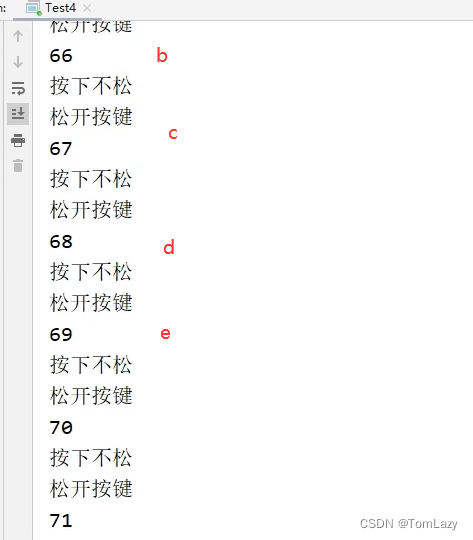 n: Test4
松开按键
66 b
按下不松
松开按键
c
67
按下不松
松开按键
68 d
按下不松
松开按键
69 e
按下不松
松开按键
70
按下不松
松开按键
71
CSDN @TomLazy